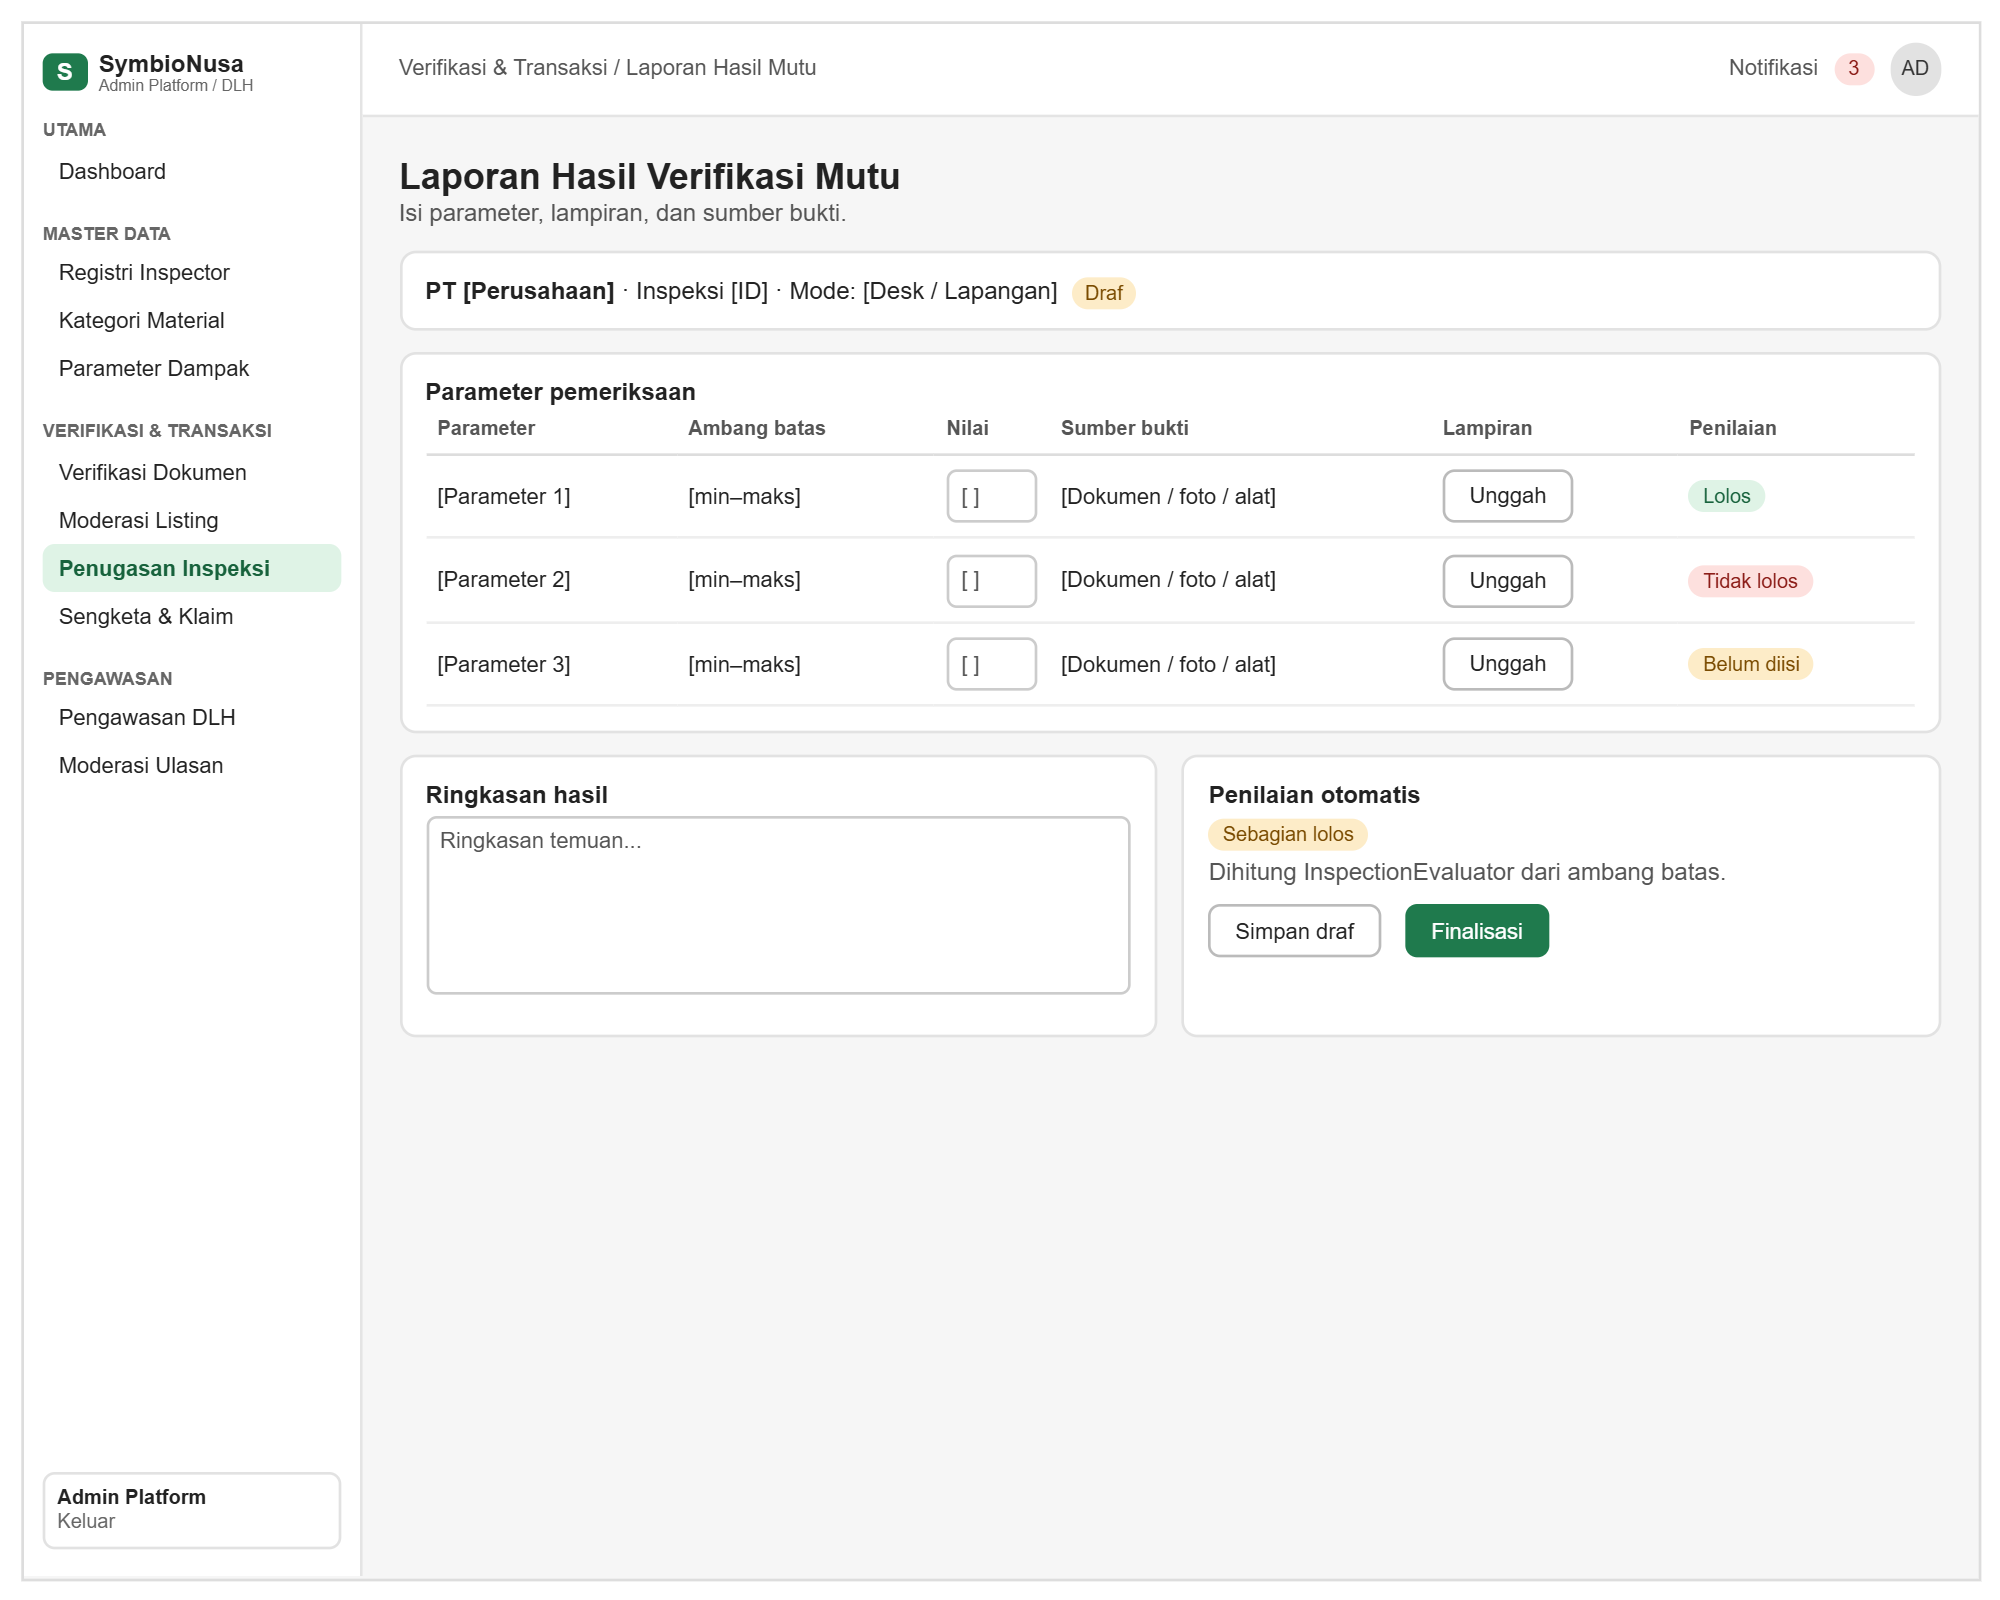 S
SymbioNusa
Admin Platform / DLH
UTAMA
Dashboard
MASTER DATA
Registri Inspector
Kategori Material
Parameter Dampak
VERIFIKASI & TRANSAKSI
Verifikasi Dokumen
Moderasi Listing
Penugasan Inspeksi
Sengketa & Klaim
PENGAWASAN
Pengawasan DLH
Moderasi Ulasan
Admin Platform
Keluar
Verifikasi & Transaksi / Laporan Hasil Mutu
Notifikasi 3 AD
Laporan Hasil Verifikasi Mutu
Isi parameter, lampiran, dan sumber bukti.
PT [Perusahaan] · Inspeksi [ID] · Mode: [Desk / Lapangan] Draf
Parameter pemeriksaan
Parameter Ambang batas Nilai Sumber bukti Lampiran Penilaian
[Parameter 1] [min–maks] [ ] [Dokumen / foto / alat] Unggah Lolos
[Parameter 2] [min–maks] [ ] [Dokumen / foto / alat] Unggah Tidak lolos
[Parameter 3] [min–maks] [ ] [Dokumen / foto / alat] Unggah Belum diisi
Ringkasan hasil
Ringkasan temuan...
Penilaian otomatis
Sebagian lolos
Dihitung InspectionEvaluator dari ambang batas.
Simpan draf Finalisasi